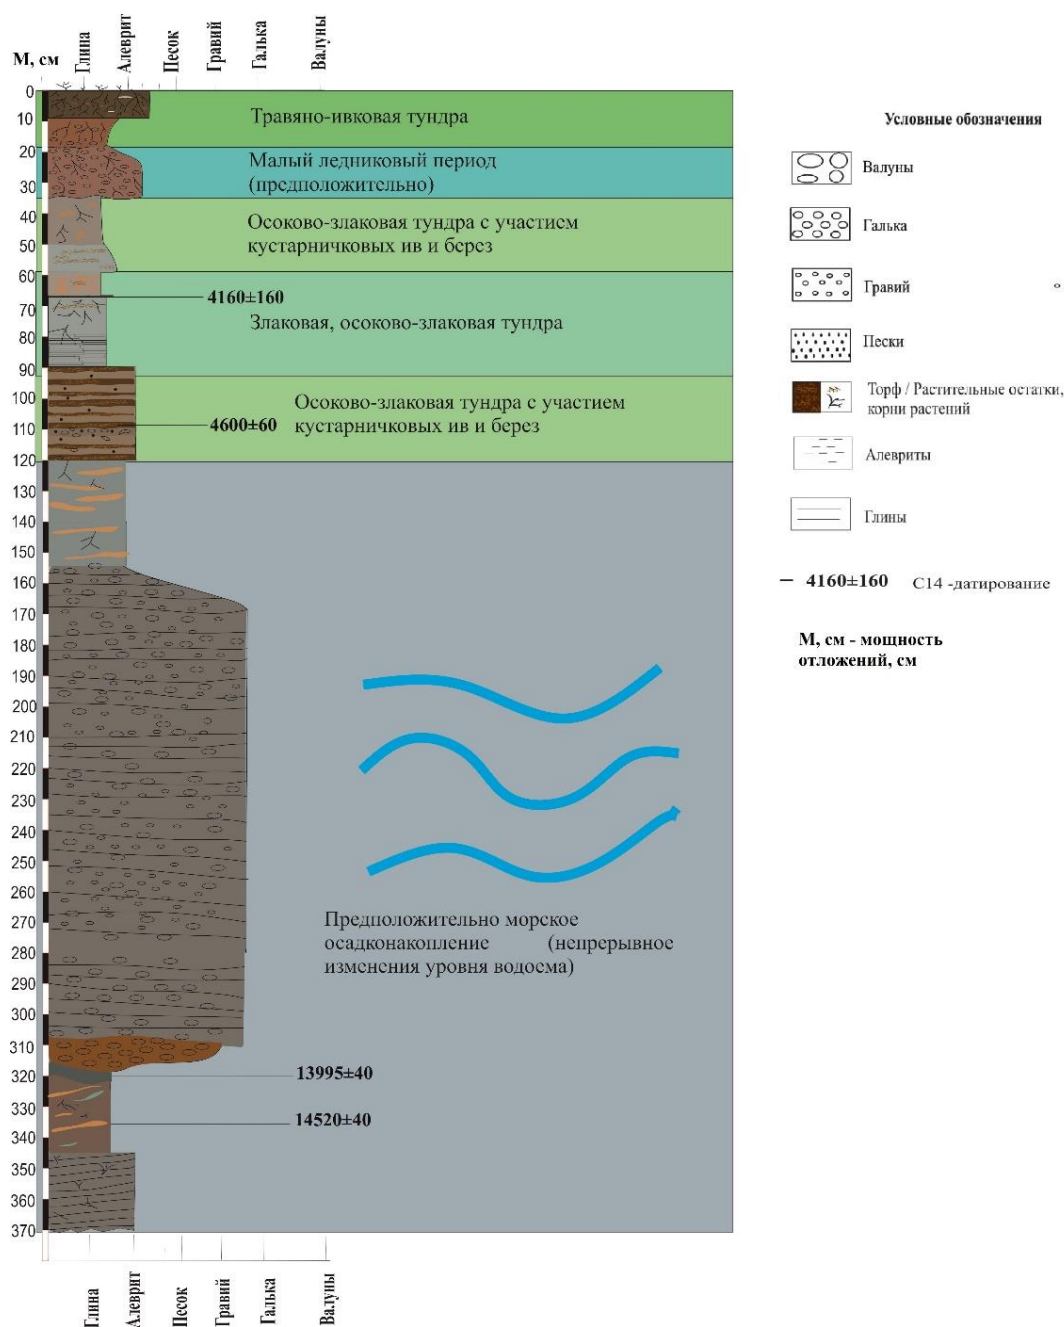 Глина
Алеврит
Песок
Гравий
Галька
Валуны
М, см
0
10
20
30
40
50
60
70
80
90
100
110
120
130
140
150
160
170
180
190
200
210
220
230
240
250
260
270
280
290
300
310
320
330
340
350
360
370
Травяно-ивковая тундра
Малый ледниковый период
(предположительно)
Осоково-злаковая тундра с участием
кустарничковых ив и берез
4160±160
Злаковая, осоково-злаковая тундра
Осоково-злаковая тундра с участием
кустарничковых ив и берез
4600±60
Предположительно морское
осадконакопление (непрерывное
изменения уровня водоема)
13995±40
14520±40
Глина
Алеврит
Песок
Гравий
Галька
Валуны
Условные обозначения
Валуны
Галька
Гравий
Пески
Торф / Растительные остатки,
корни растений
Алевриты
Глины
— 4160±160 С14 -датирование
М, см - мощность
отложений, см